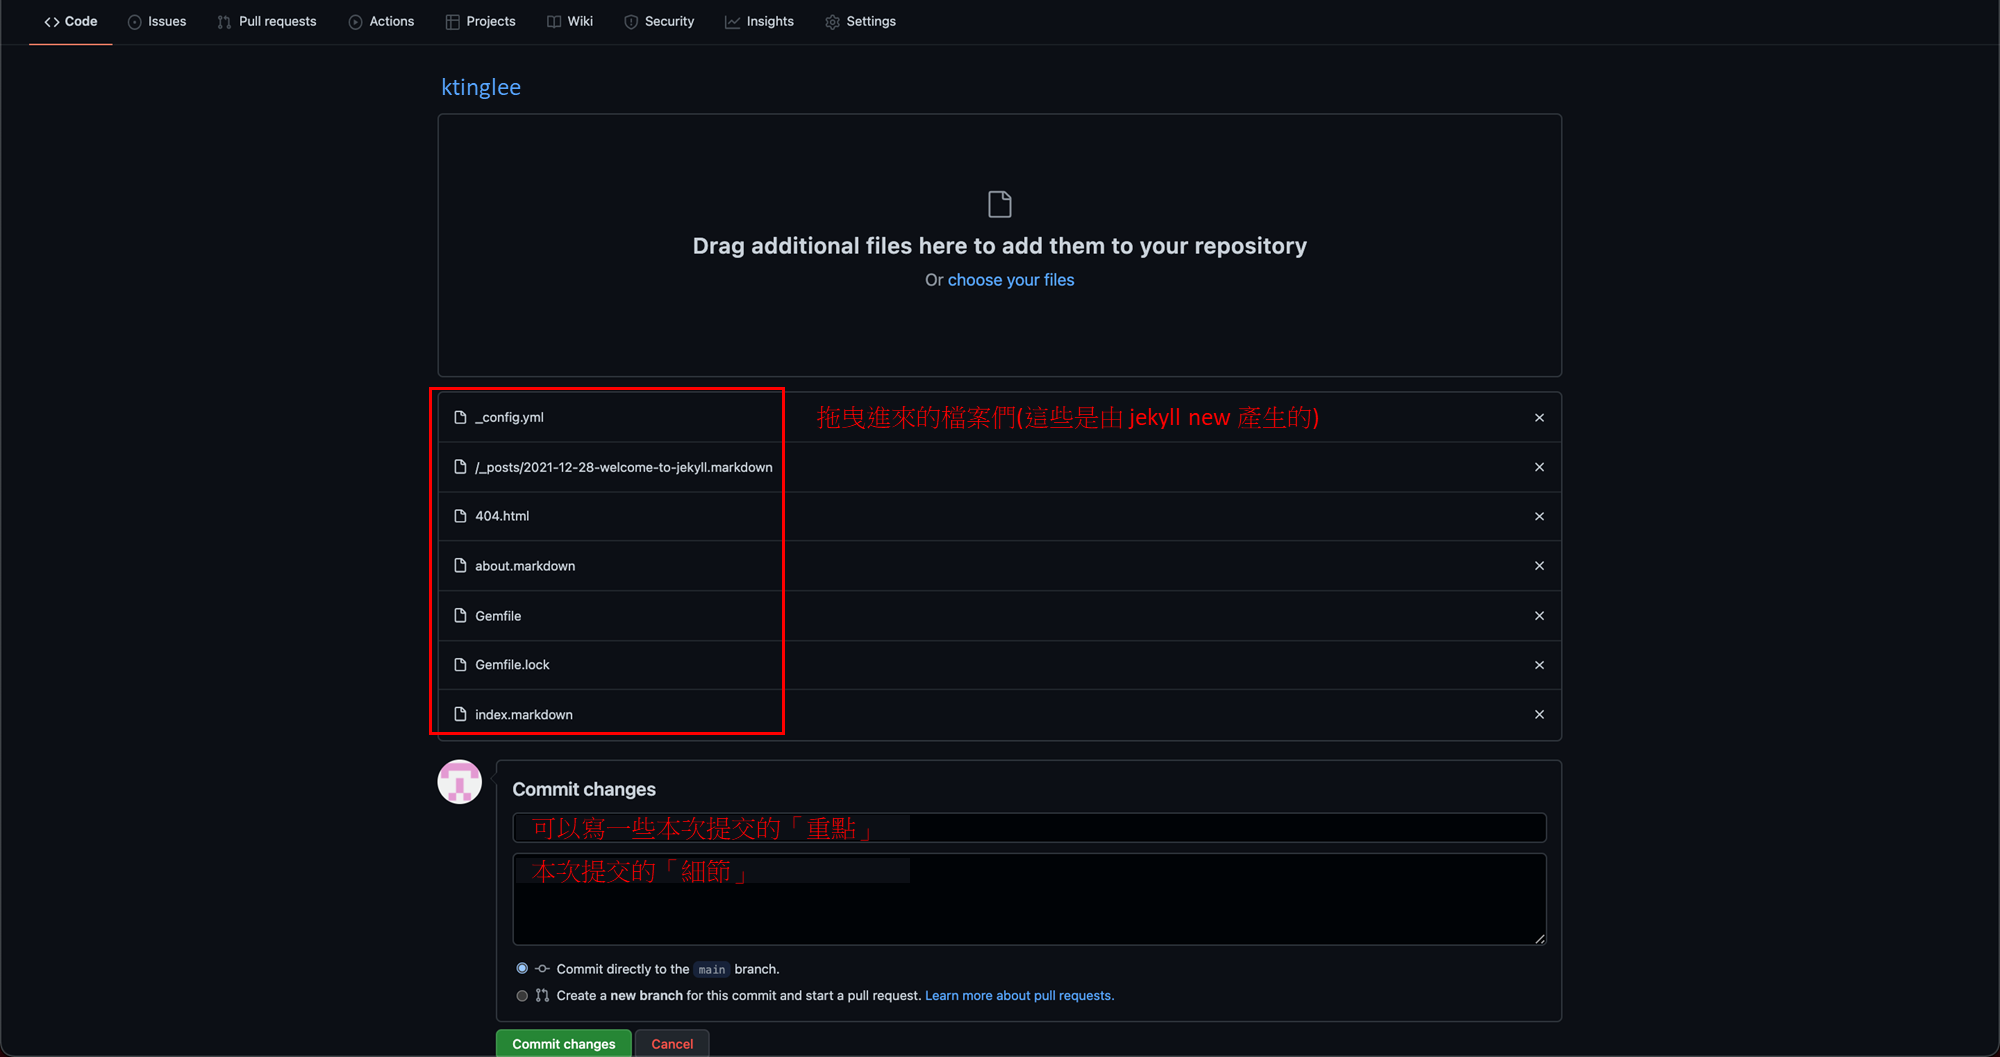 Code Issues Pull requests Actions Projects Wiki Security Insights Settings
ktinglee
Drag additional files here to add them to your repository
Or choose your files
_config.yml
拖曳進來的檔案們(這些是由 jekyll new 產生的)
/_posts/2021-12-28-welcome-to-jekyll.markdown
404.html
about.markdown
Gemfile
Gemfile.lock
index.markdown
Commit changes
可以寫一些本次提交的「重點」
本次提交的「細節」
Commit directly to the main branch.
Create a new branch for this commit and start a pull request. Learn more about pull requests.
Commit changes Cancel